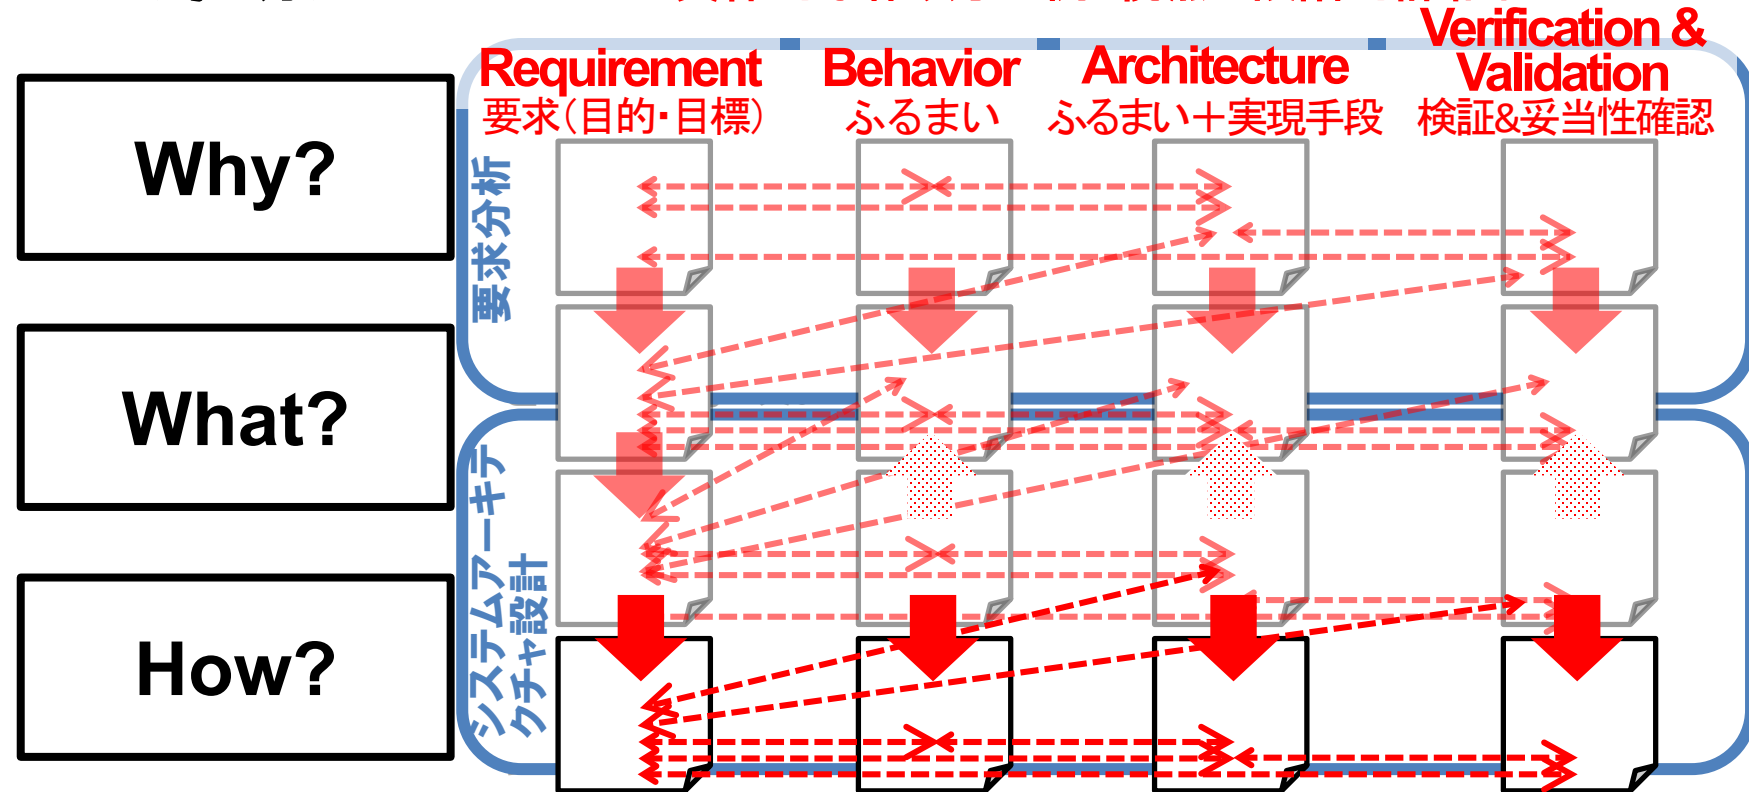 Requirement
要求(目的・目標)
Behavior
ふるまい
Architecture
ふるまい＋実現手段
Verification &
Validation
検証&妥当性確認
Why?
What?
How?
要求分析
システムアーキテ
クチャ設計